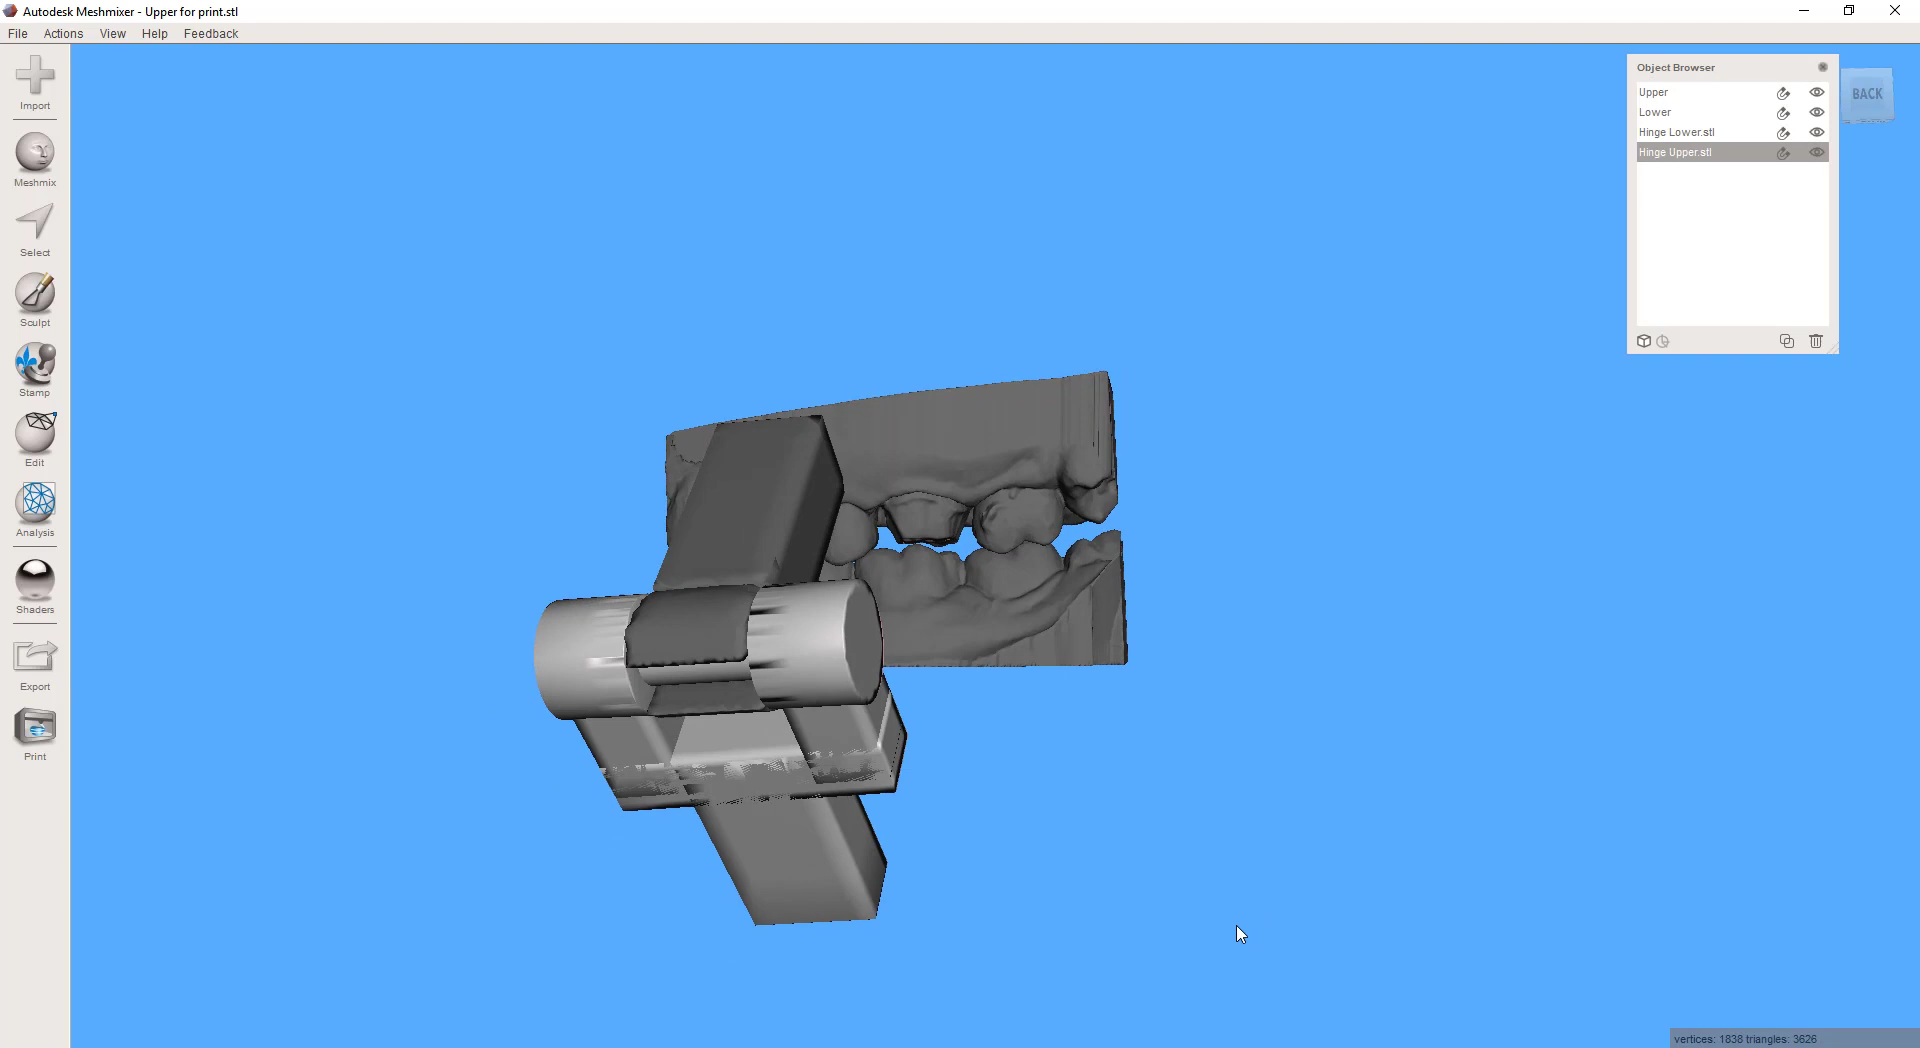 Autodesk Meshmixer - Upper for print.stl
File Actions View Help Feedback
Import
Meshmix
Select
Sculpt
Stamp
Edit
Analysis
Shaders
Export
Print
Object Browser
Upper
Lower
Hinge Lower.stl
Hinge Upper.stl
BACK
vertices: 1838 triangles: 3626